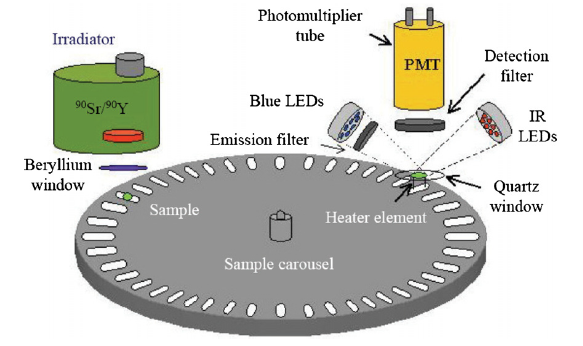 Photomultiplier
tube
Irradiator
PMT
Detection
filter
⁹⁰Sr/⁹⁰Y
Blue LEDs
IR
LEDs
Emission filter
Beryllium
window
Quartz
window
Sample
Heater element
Sample carousel